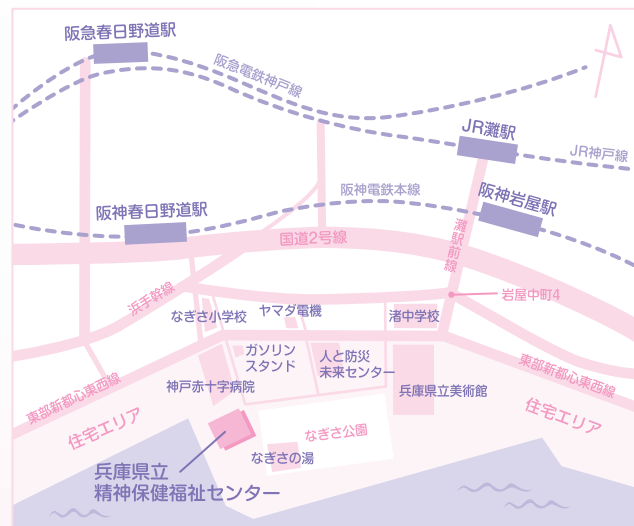 阪急春日野道駅
阪急電鉄神戸線
JR灘駅
JR神戸線
阪神電鉄本線
阪神岩屋駅
阪神春日野道駅
国道2号線
灘駅前線
浜手幹線
岩屋中町4
なぎさ小学校
ヤマダ電機
渚中学校
ガソリン
スタンド
人と防災
未来センター
東部新都心東西線
神戸赤十字病院
兵庫県立美術館
東部新都心東西線
住宅エリア
住宅エリア
なぎさ公園
なぎさの湯
兵庫県立
精神保健福祉センター